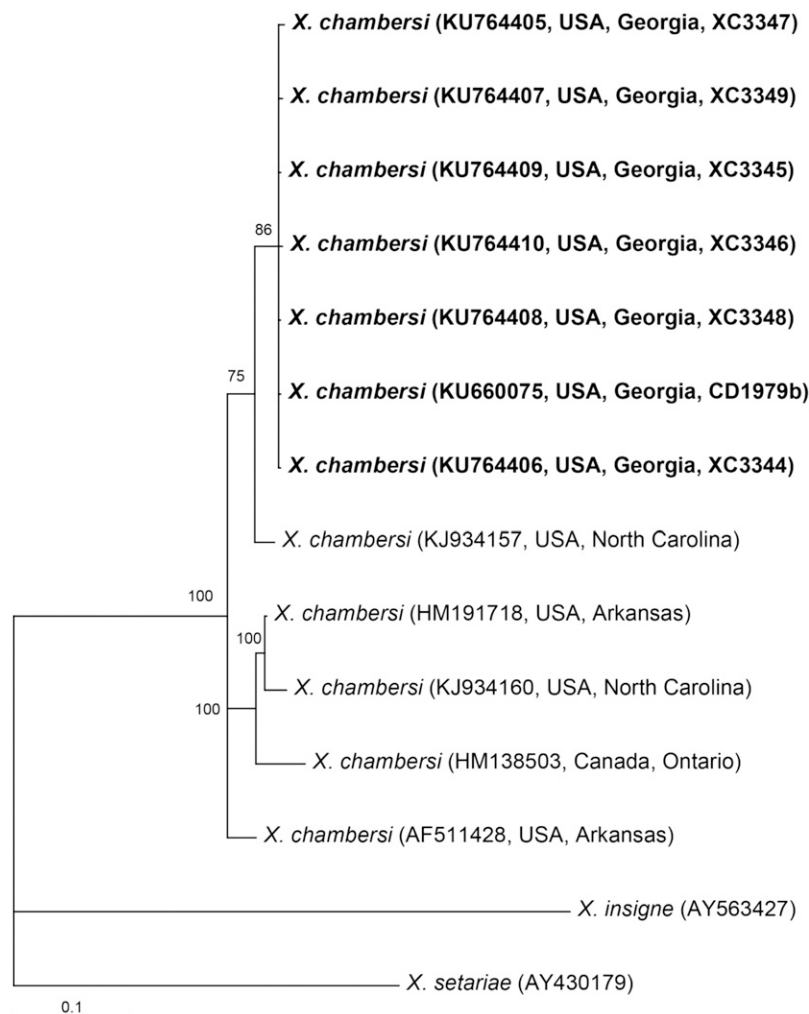 X. chambersi (KU764405, USA, Georgia, XC3347)
X. chambersi (KU764407, USA, Georgia, XC3349)
X. chambersi (KU764409, USA, Georgia, XC3345)
86
X. chambersi (KU764410, USA, Georgia, XC3346)
X. chambersi (KU764408, USA, Georgia, XC3348)
75
X. chambersi (KU660075, USA, Georgia, CD1979b)
X. chambersi (KU764406, USA, Georgia, XC3344)
X. chambersi (KJ934157, USA, North Carolina)
100
X. chambersi (HM191718, USA, Arkansas)
100
X. chambersi (KJ934160, USA, North Carolina)
100
X. chambersi (HM138503, Canada, Ontario)
X. chambersi (AF511428, USA, Arkansas)
X. insigne (AY563427)
X. setariae (AY430179)
0.1